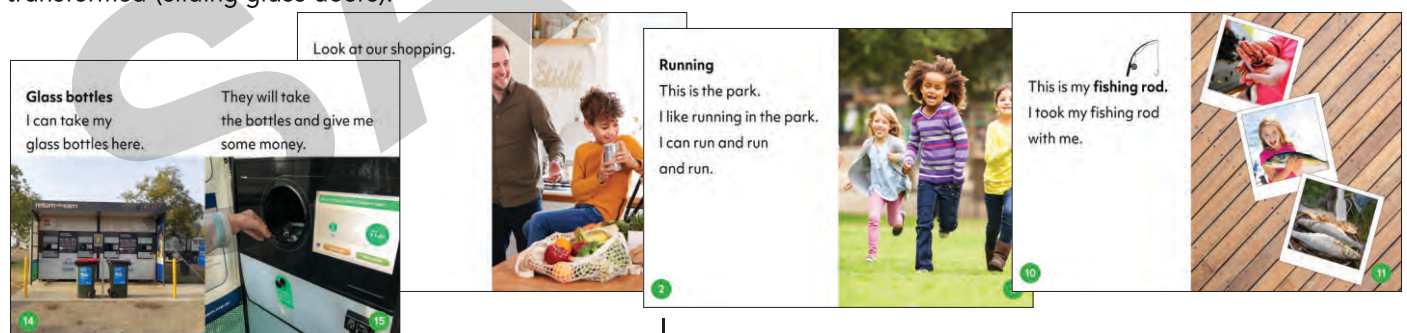 transformed (sliding glass doors).
Look at our shopping.
Glass bottles
I can take my
glass bottles here.
They will take
the bottles and give me
some money.
return and earn
14
15
Running
This is the park.
I like running in the park.
I can run and run
and run.
2
This is my fishing rod.
I took my fishing rod
with me.
10
11